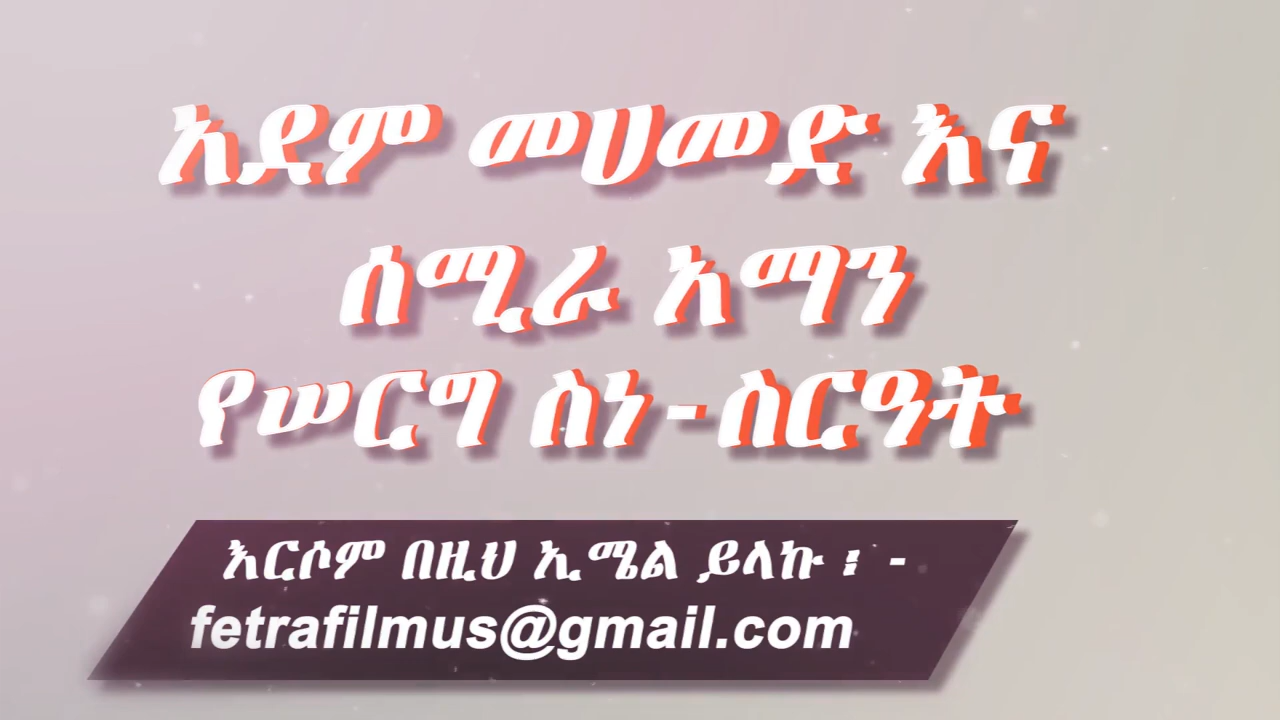 አደም መሀመድ እና
ሰሚራ አማን
የሠርግ ስነ-ስርዓት
እርሶም በዚህ ኢሜል ይላኩ ፤ -
fetrafilmus@gmail.com